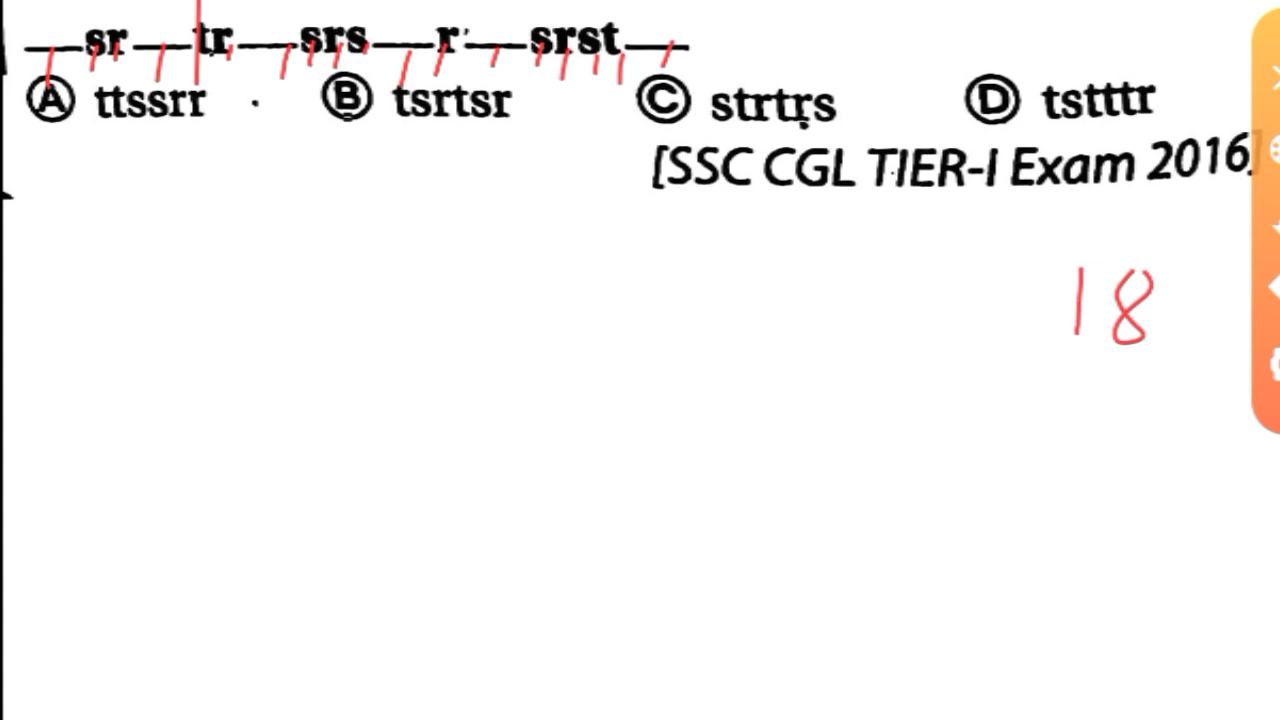 __sr__tr__srs__r__srst__
Ⓐ ttssrr Ⓑ tsrtsr Ⓒ strtrs Ⓓ tstttr
[SSC CGL TIER-I Exam 2016]
18